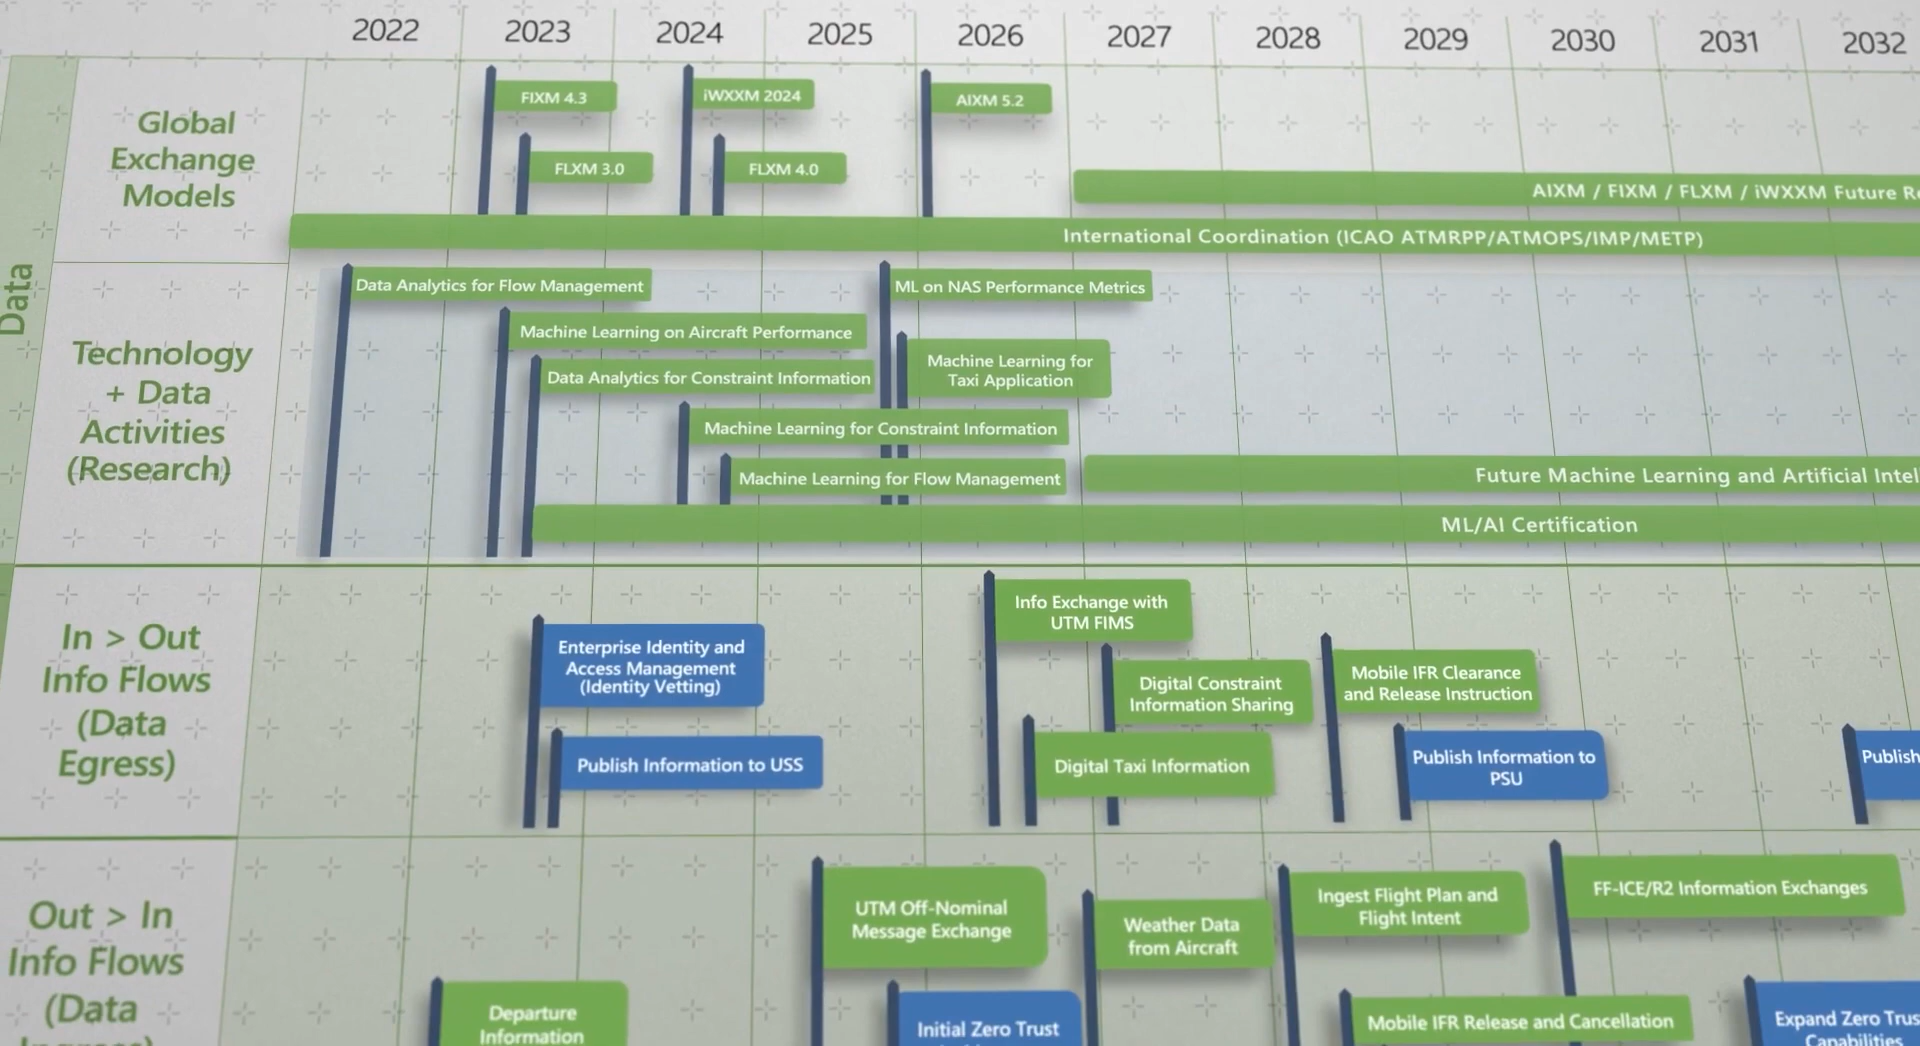 2022 2023 2024 2025 2026 2027 2028 2029 2030 2031 2032
Data
Global
Exchange
Models
FIXM 4.3
iWXXM 2024
AIXM 5.2
FLXM 3.0
FLXM 4.0
AIXM / FIXM / FLXM / iWXXM Future
International Coordination (ICAO ATMRPP/ATMOPS/IMP/METP)
Technology
+ Data
Activities
(Research)
Data Analytics for Flow Management
ML on NAS Performance Metrics
Machine Learning on Aircraft Performance
Machine Learning for
Taxi Application
Data Analytics for Constraint Information
Machine Learning for Constraint Information
Machine Learning for Flow Management
Future Machine Learning and Artificial
ML/AI Certification
In > Out
Info Flows
(Data
Egress)
Info Exchange with
UTM FIMS
Enterprise Identity and
Access Management
(Identity Vetting)
Digital Constraint
Information Sharing
Mobile IFR Clearance
and Release Instruction
Publish Information to USS
Digital Taxi Information
Publish Information to
PSU
Publish
Out > In
Info Flows
(Data
UTM Off-Nominal
Message Exchange
Weather Data
from Aircraft
Ingest Flight Plan and
Flight Intent
FF-ICE/R2 Information Exchanges
Departure
Information
Initial Zero Trust
Mobile IFR Release and Cancellation
Expand Zero
Capabilities